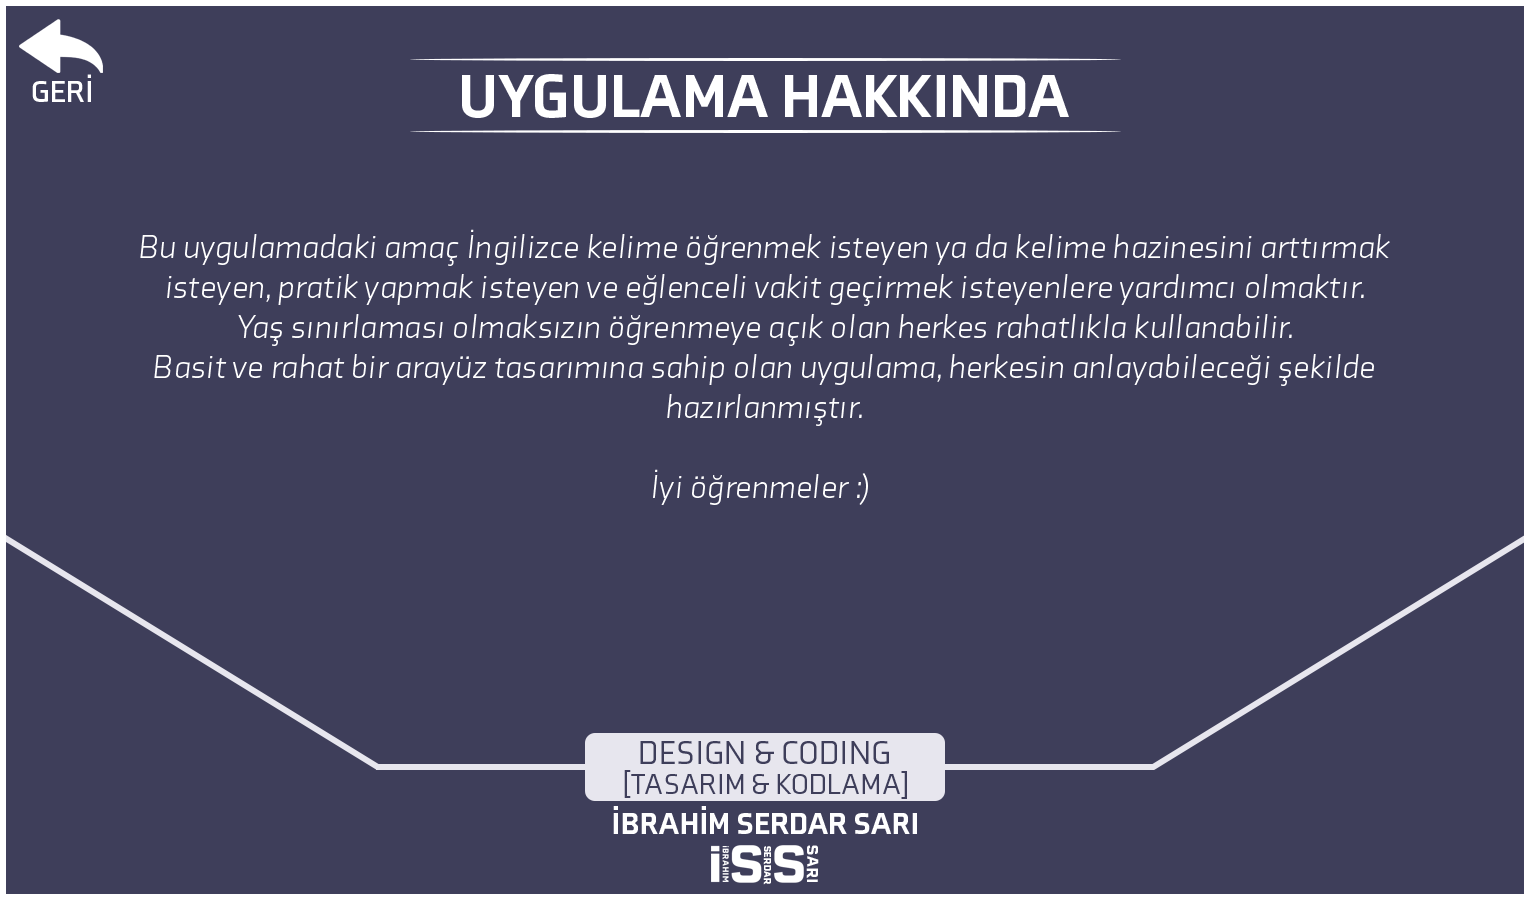 GERİ
UYGULAMA HAKKINDA
Bu uygulamadaki amaç İngilizce kelime öğrenmek isteyen ya da kelime hazinesini arttırmak
isteyen, pratik yapmak isteyen ve eğlenceli vakit geçirmek isteyenlere yardımcı olmaktır.
Yaş sınırlaması olmaksızın öğrenmeye açık olan herkes rahatlıkla kullanabilir.
Basit ve rahat bir arayüz tasarımına sahip olan uygulama, herkesin anlayabileceği şekilde
hazırlanmıştır.
İyi öğrenmeler :)
DESIGN & CODING
[TASARIM & KODLAMA]
İBRAHİM SERDAR SARI
iSS
İBRAHİM
SERDAR
SARI